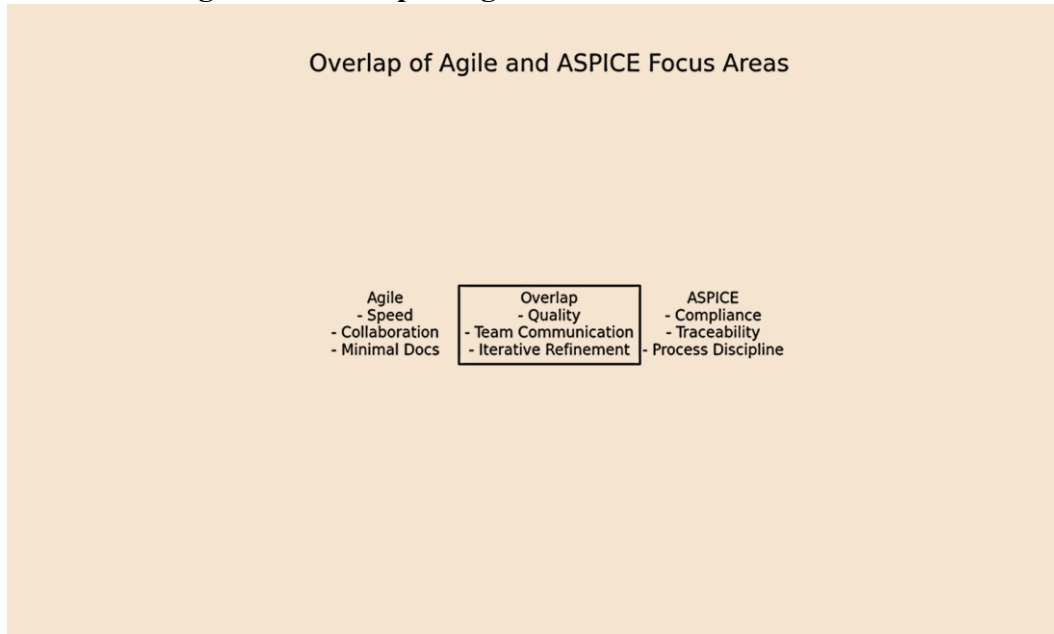 Overlap of Agile and ASPICE Focus Areas
Agile
- Speed
- Collaboration
- Minimal Docs
Overlap
- Quality
- Team Communication
- Iterative Refinement
ASPICE
- Compliance
- Traceability
- Process Discipline